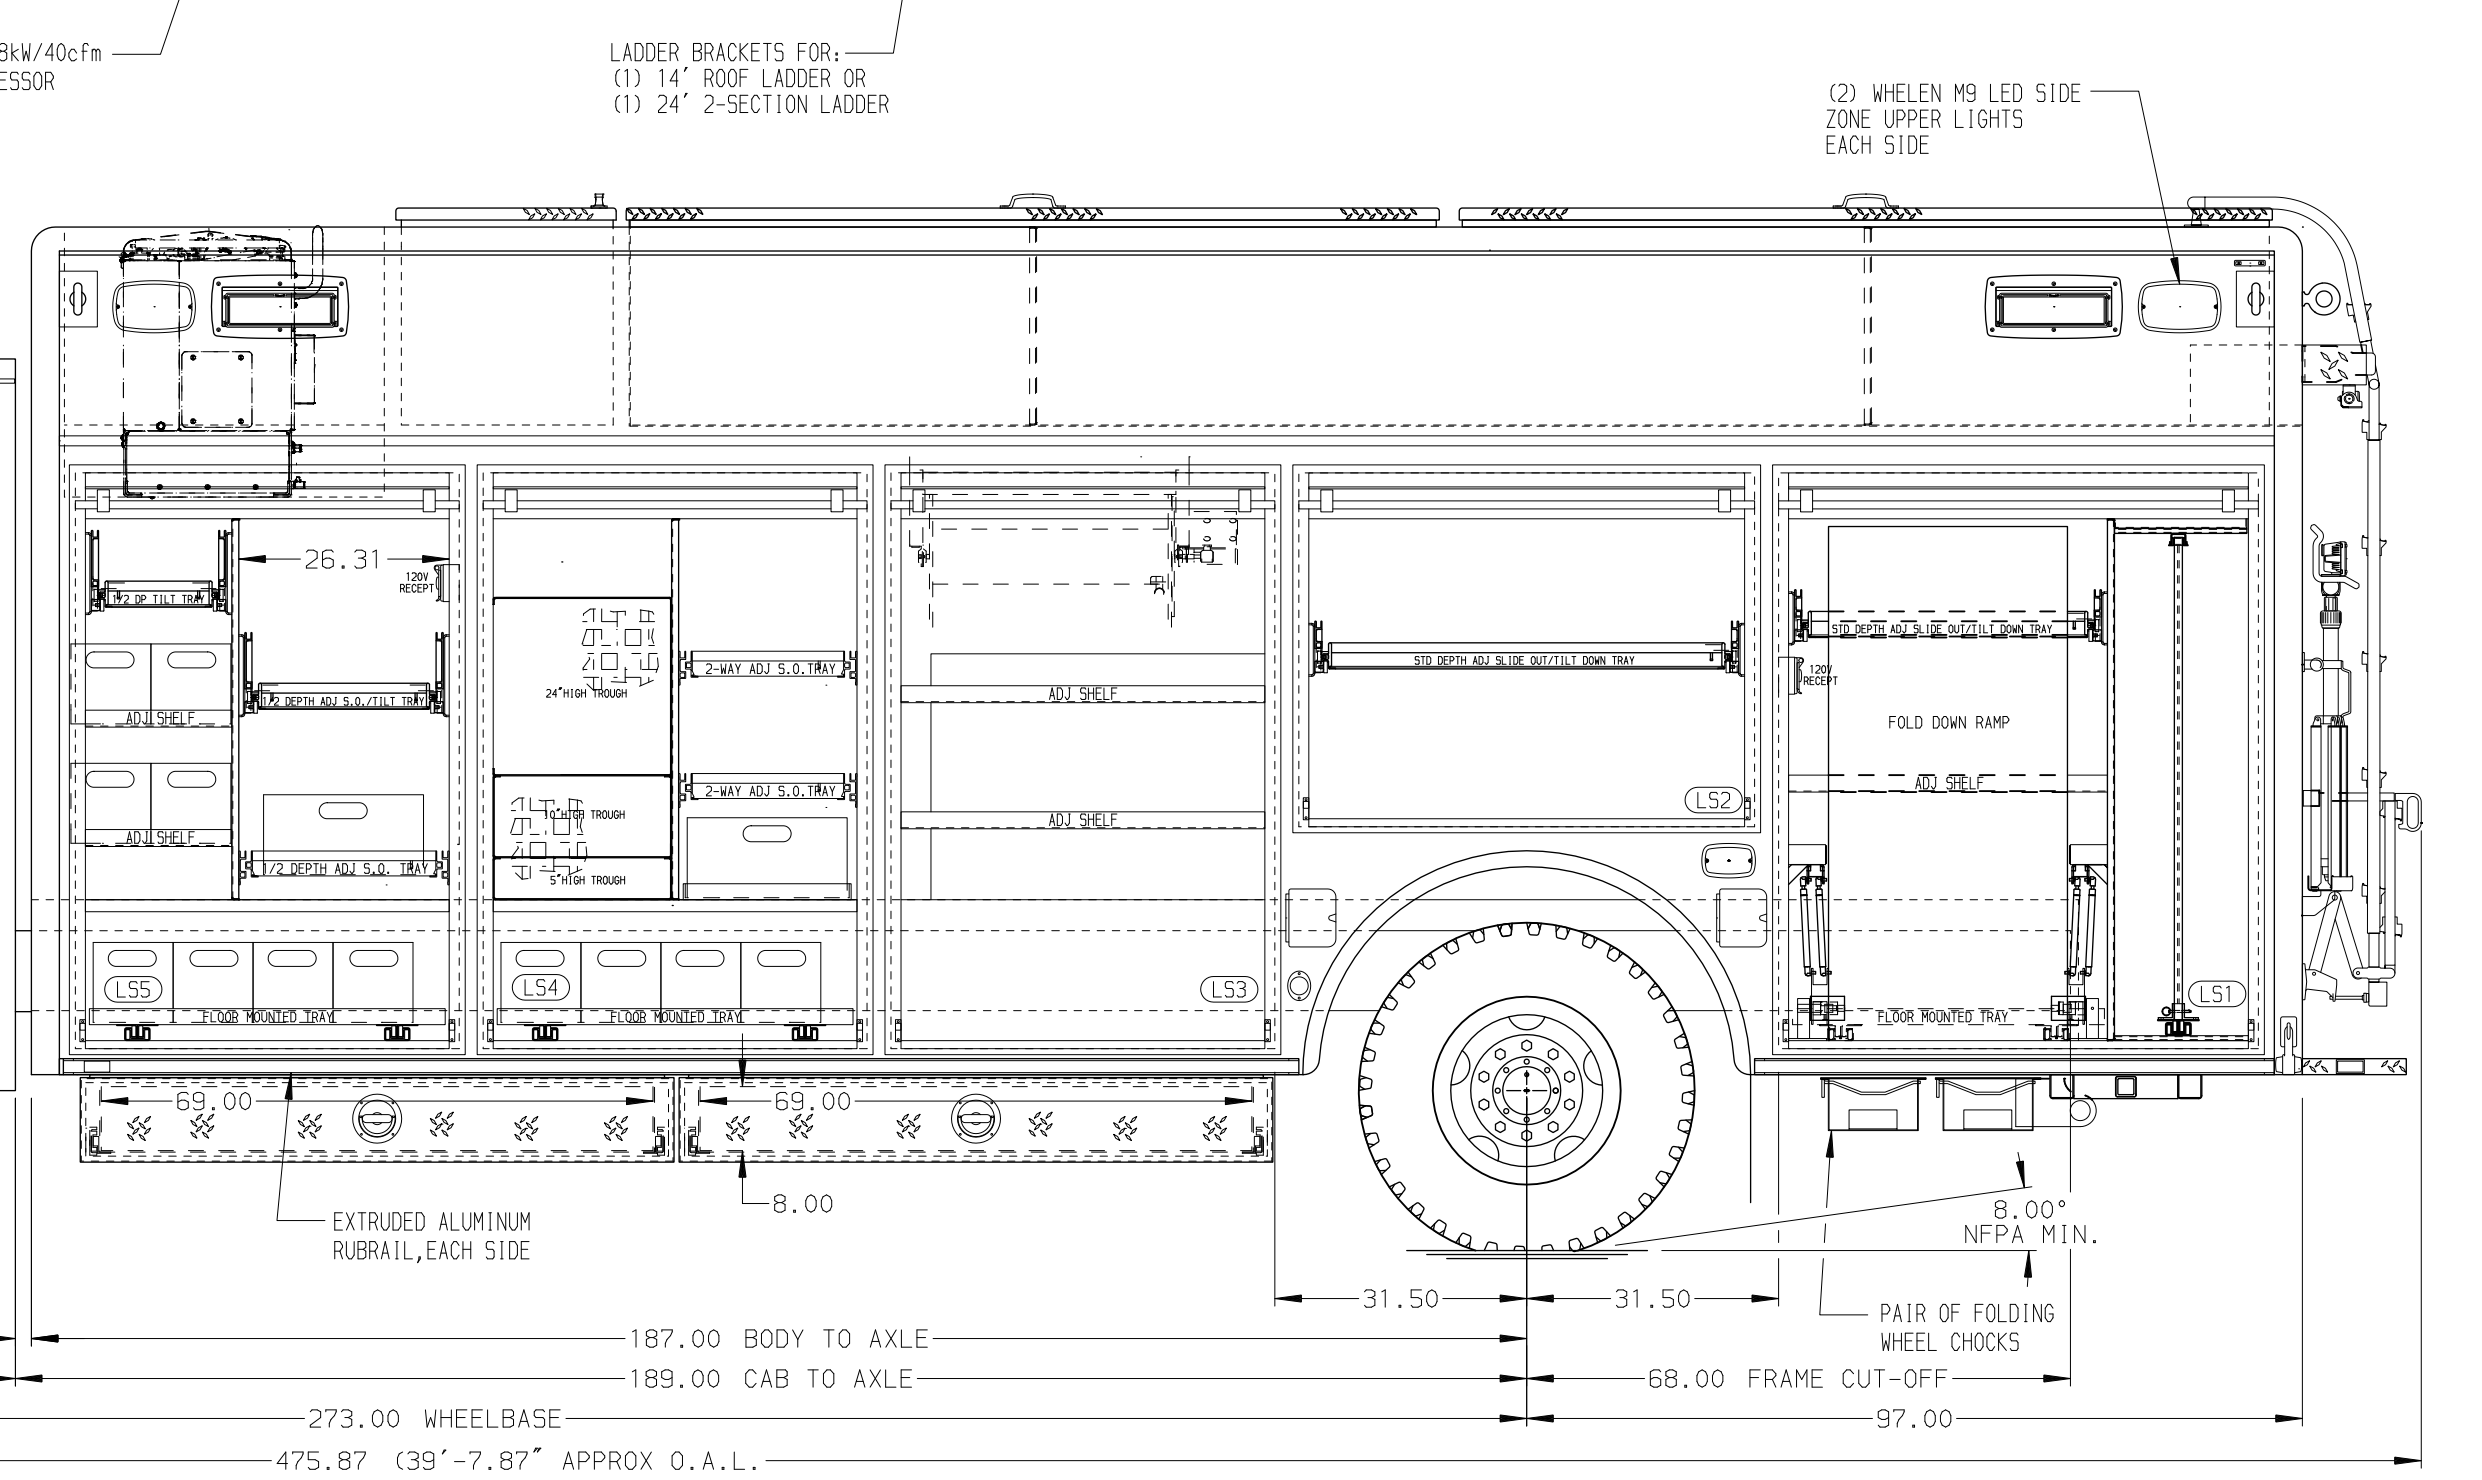 8kW/40cfm
ESSOR
LADDER BRACKETS FOR:
(1) 14' ROOF LADDER OR
(1) 24' 2-SECTION LADDER
(2) WHELEN M9 LED SIDE
ZONE UPPER LIGHTS
EACH SIDE
26.31
120V
RECEPT
1/2 DP TILT TRAY
1/2 DEPTH ADJ S.O./TILT TRAY
ADJ SHELF
ADJ SHELF
1/2 DEPTH ADJ S.O. TRAY
LS5
FLOOR MOUNTED TRAY
24"HIGH TROUGH
10"HIGH TROUGH
5"HIGH TROUGH
2-WAY ADJ S.O.TRAY
2-WAY ADJ S.O.TRAY
LS4
FLOOR MOUNTED TRAY
ADJ SHELF
ADJ SHELF
LS3
STD DEPTH ADJ SLIDE OUT/TILT DOWN TRAY
LS2
STD DEPTH ADJ SLIDE OUT/TILT DOWN TRAY
120V
RECEPT
FOLD DOWN RAMP
ADJ SHELF
LS1
FLOOR MOUNTED TRAY
69.00
69.00
8.00
EXTRUDED ALUMINUM
RUBRAIL,EACH SIDE
8.00°
NFPA MIN.
31.50
31.50
PAIR OF FOLDING
WHEEL CHOCKS
187.00 BODY TO AXLE
189.00 CAB TO AXLE
68.00 FRAME CUT-OFF
273.00 WHEELBASE
97.00
475.87 (39'-7.87" APPROX O.A.L.